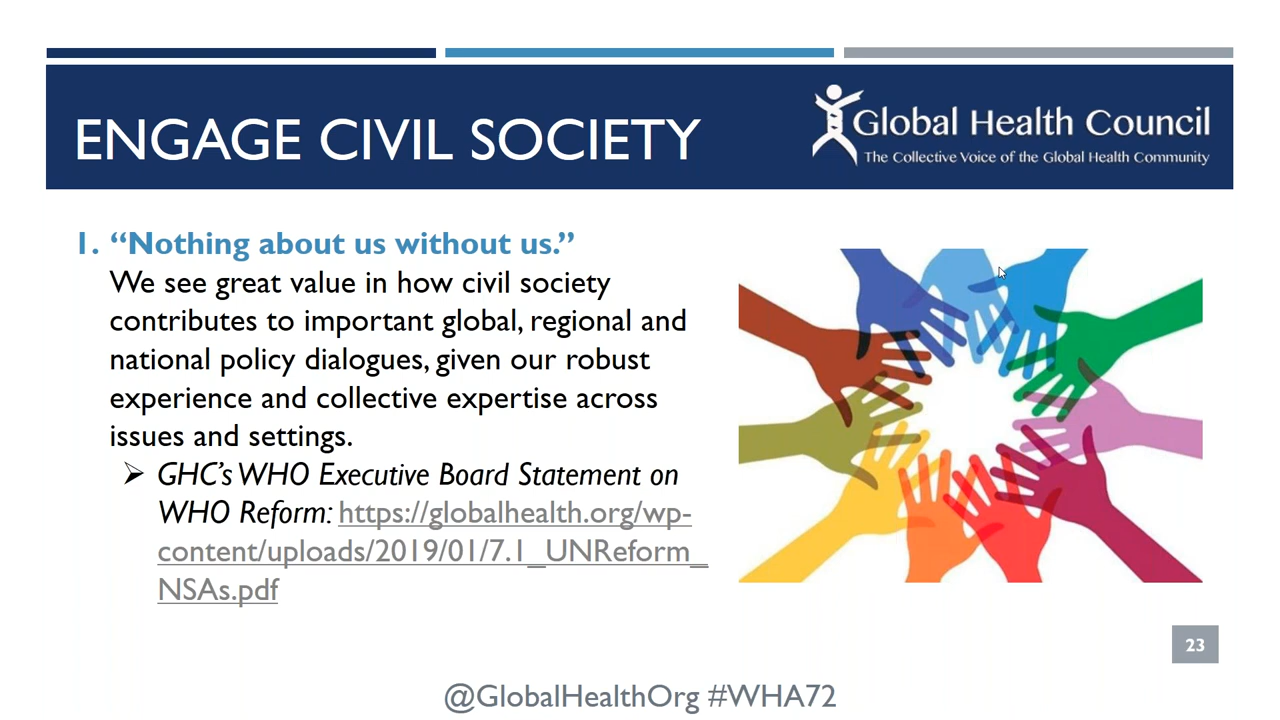 ENGAGE CIVIL SOCIETY
Global Health Council
The Collective Voice of the Global Health Community
1. “Nothing about us without us.”
We see great value in how civil society
contributes to important global, regional and
national policy dialogues, given our robust
experience and collective expertise across
issues and settings.
➢ GHC’s WHO Executive Board Statement on
WHO Reform: https://globalhealth.org/wp-
content/uploads/2019/01/7.1_UNReform_
NSAs.pdf
23
@GlobalHealthOrg #WHA72